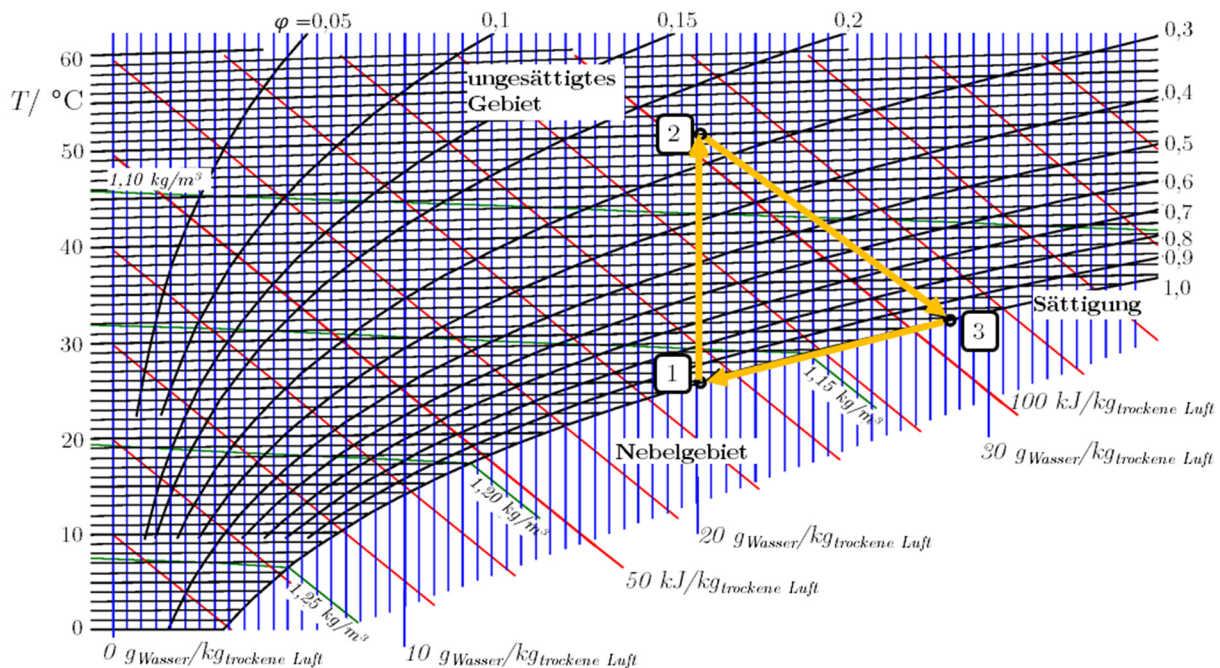 φ =0,05
0,1
0,15
0,2
0,3
0,4
0,5
0,6
0,7
0,8
0,9
1,0
T/ °C
60
50
40
30
20
10
0
ungesättigtes
Gebiet
1,10 kg/m³
2
1
3
Sättigung
1,15 kg/m³
Nebelgebiet
1,20 kg/m³
1,25 kg/m³
100 kJ/kg trockene Luft
30 g Wasser/kg trockene Luft
20 g Wasser/kg trockene Luft
50 kJ/kg trockene Luft
10 g Wasser/kg trockene Luft
0 g Wasser/kg trockene Luft